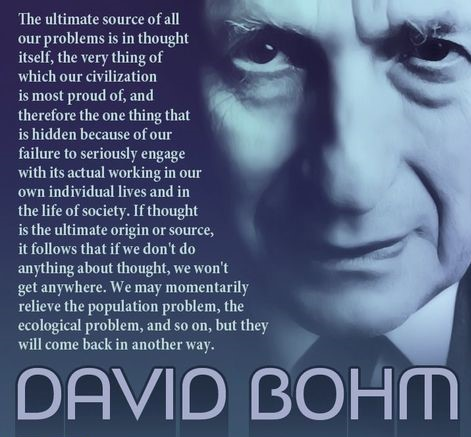 The ultimate source of all
our problems is in thought
itself, the very thing of
which our civilization
is most proud of, and
therefore the one thing that
is hidden because of our
failure to seriously engage
with its actual working in our
own individual lives and in
the life of society. If thought
is the ultimate origin or source,
it follows that if we don't do
anything about thought, we won't
get anywhere. We may momentarily
relieve the population problem, the
ecological problem, and so on, but they
will come back in another way.
DAVID BOHM